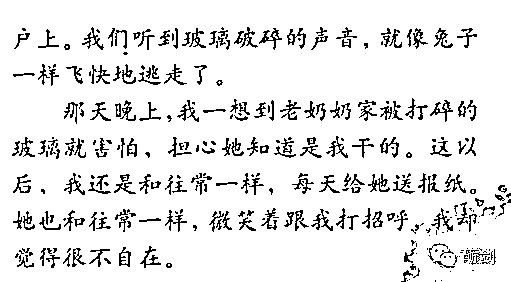 户上。我们听到玻璃破碎的声音，就像兔子
一样飞快地逃走了。
那天晚上，我一想到老奶奶家被打碎的
玻璃就害怕，担心她知道是我干的。这以
后，我还是和往常一样，每天给她送报纸。
她也和往常一样，微笑着跟我打招呼，我却
觉得很不自在。